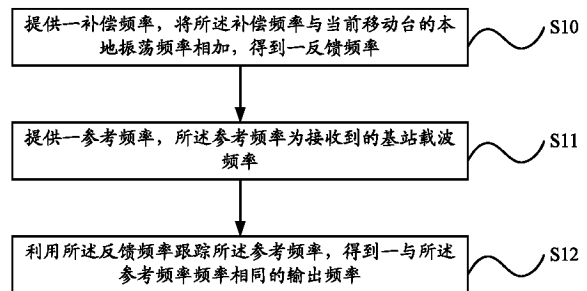 提供一补偿频率，将所述补偿频率与当前移动台的本
地振荡频率相加，得到一反馈频率
S10
提供一参考频率，所述参考频率为接收到的基站载波
频率
S11
利用所述反馈频率跟踪所述参考频率，得到一与所述
参考频率频率相同的输出频率
S12